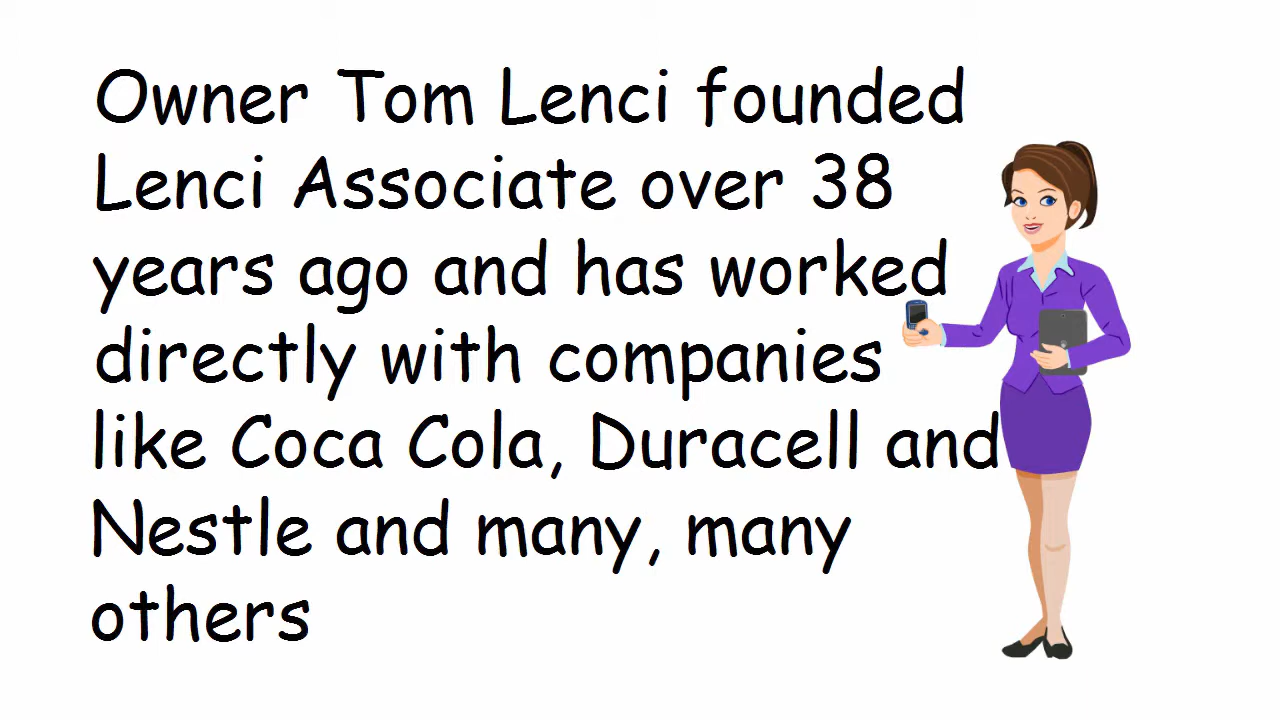 Owner Tom Lenci founded
Lenci Associate over 38
years ago and has worked
directly with companies
like Coca Cola, Duracell and
Nestle and many, many
others